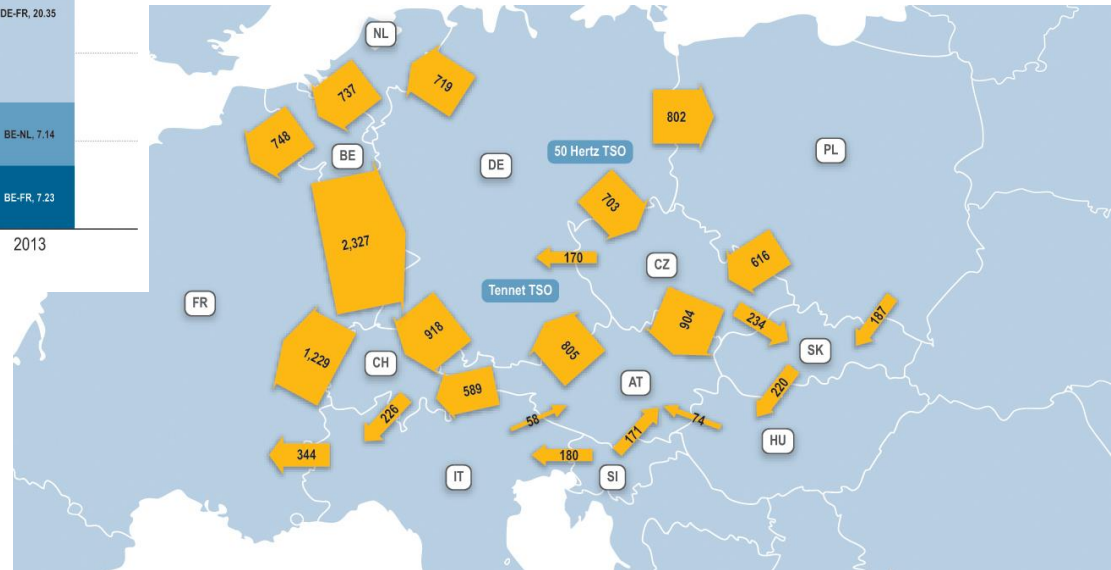 DE-FR, 20.35
BE-NL, 7.14
BE-FR, 7.23
2013
NL
737
719
748
802
BE
DE
50 Hertz TSO
PL
703
2,327
170
CZ
616
Tennet TSO
FR
918
904
234
187
1,229
805
CH
SK
589
AT
220
226
58
171
74
HU
344
180
IT
SI